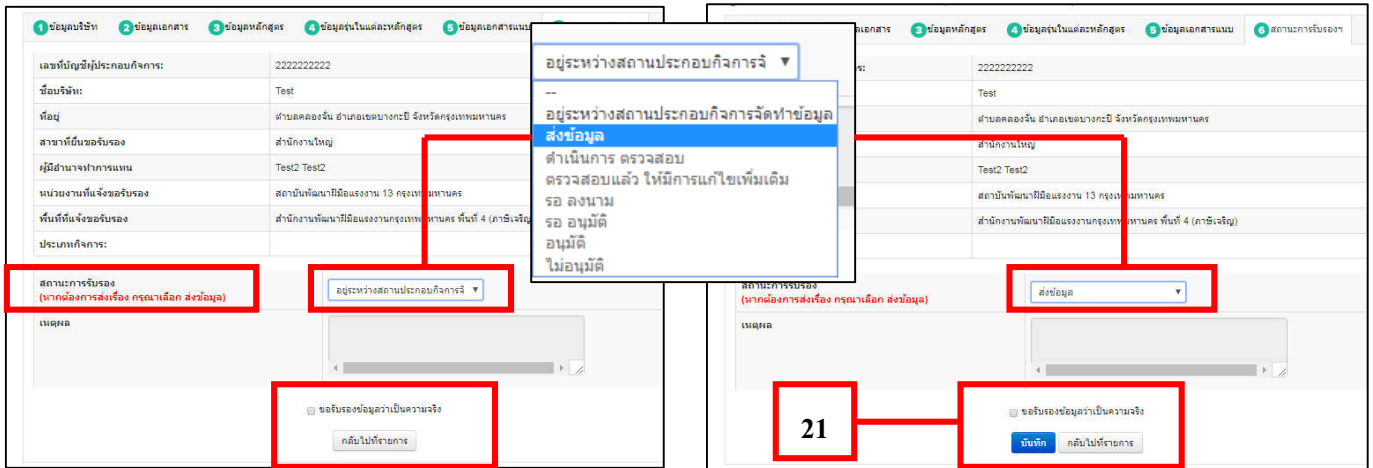 1 ข้อมูลบริษัท 2 ข้อมูลเอกสาร 3 ข้อมูลหลักสูตร 4 ข้อมูลรุ่นในแต่ละหลักสูตร 5 ข้อมูลเอกสารแนบ
เลขที่บัญชีผู้ประกอบกิจการ: 2222222222
ชื่อบริษัท: Test
ที่อยู่ ตำบลคลองจั่น อำเภอเขตบางกะปิ จังหวัดกรุงเทพมหานคร
สาขาที่ยื่นขอรับรอง สำนักงานใหญ่
ผู้มีอำนาจทำการแทน Test2 Test2
หน่วยงานที่แจ้งขอรับรอง สถาบันพัฒนาฝีมือแรงงาน 13 กรุงเทพมหานคร
พื้นที่ที่แจ้งขอรับรอง สำนักงานพัฒนาฝีมือแรงงานกรุงเทพมหานคร พื้นที่ 4 (ภาษีเจริญ
ประเภทกิจการ:
สถานะการรับรอง อยู่ระหว่างสถานประกอบกิจการจั
(หากต้องการส่งเรื่อง กรุณาเลือก ส่งข้อมูล)
เหตุผล
ขอรับรองข้อมูลว่าเป็นความจริง
กลับไปที่รายการ
อยู่ระหว่างสถานประกอบกิจการจั
--
อยู่ระหว่างสถานประกอบกิจการจัดทำข้อมูล
ส่งข้อมูล
ดำเนินการ ตรวจสอบ
ตรวจสอบแล้ว ให้มีการแก้ไขเพิ่มเติม
รอ ลงนาม
รอ อนุมัติ
อนุมัติ
ไม่อนุมัติ
ลเอกสาร 3 ข้อมูลหลักสูตร 4 ข้อมูลรุ่นในแต่ละหลักสูตร 5 ข้อมูลเอกสารแนบ 6 สถานะการรับรองฯ
ร: 2222222222
Test
ตำบลคลองจั่น อำเภอเขตบางกะปิ จังหวัดกรุงเทพมหานคร
สำนักงานใหญ่
Test2 Test2
สถาบันพัฒนาฝีมือแรงงาน 13 กรุงเทพมหานคร
สำนักงานพัฒนาฝีมือแรงงานกรุงเทพมหานคร พื้นที่ 4 (ภาษีเจริญ)
สถานะการรับรอง ส่งข้อมูล
(หากต้องการส่งเรื่อง กรุณาเลือก ส่งข้อมูล)
เหตุผล
21
ขอรับรองข้อมูลว่าเป็นความจริง
บันทึก กลับไปที่รายการ